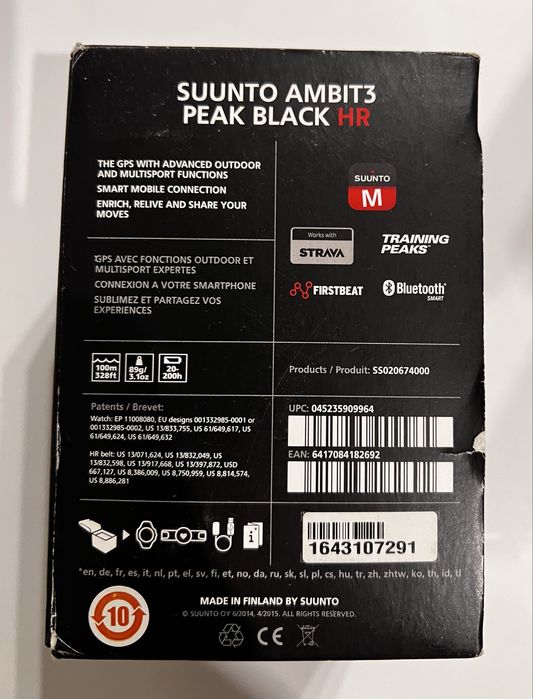 SUUNTO AMBIT3
PEAK BLACK HR
THE GPS WITH ADVANCED OUTDOOR
AND MULTISPORT FUNCTIONS
SMART MOBILE CONNECTION
ENRICH, RELIVE AND SHARE YOUR
MOVES
GPS AVEC FONCTIONS OUTDOOR ET
MULTISPORT EXPERTES
CONNEXION A VOTRE SMARTPHONE
SUBLIMEZ ET PARTAGEZ VOS
EXPERIENCES
SUUNTO
M
Works with
STRAVA
TRAINING
PEAKS
FIRSTBEAT
Bluetooth®
SMART
100m
328ft
89g/
3.1oz
20-
200h
Products / Produit: SS020674000
Patents / Brevet:
Watch: EP 11008080, EU designs 001332985-0001 or
001332985-0002, US 13/833,755, US 61/649,617, US
61/649,624, US 61/649,632
HR belt: US 13/071,624, US 13/832,049, US
13/832,598, US 13/917,668, US 13/397,872, USD
667,127, US 8,386,009, US 8,750,959, US 8,814,574,
US 8,886,281
UPC: 045235909964
EAN: 6417084182692
1643107291
*en, de, fr, es, it, nl, pt, el, sv, fi, et, no, da, ru, sk, sl, pl, cs, hu, tr, zh, zhtw, ko, th, id, tl
10
MADE IN FINLAND BY SUUNTO
© SUUNTO OY 6/2014, 4/2015. ALL RIGHTS RESERVED.
CE